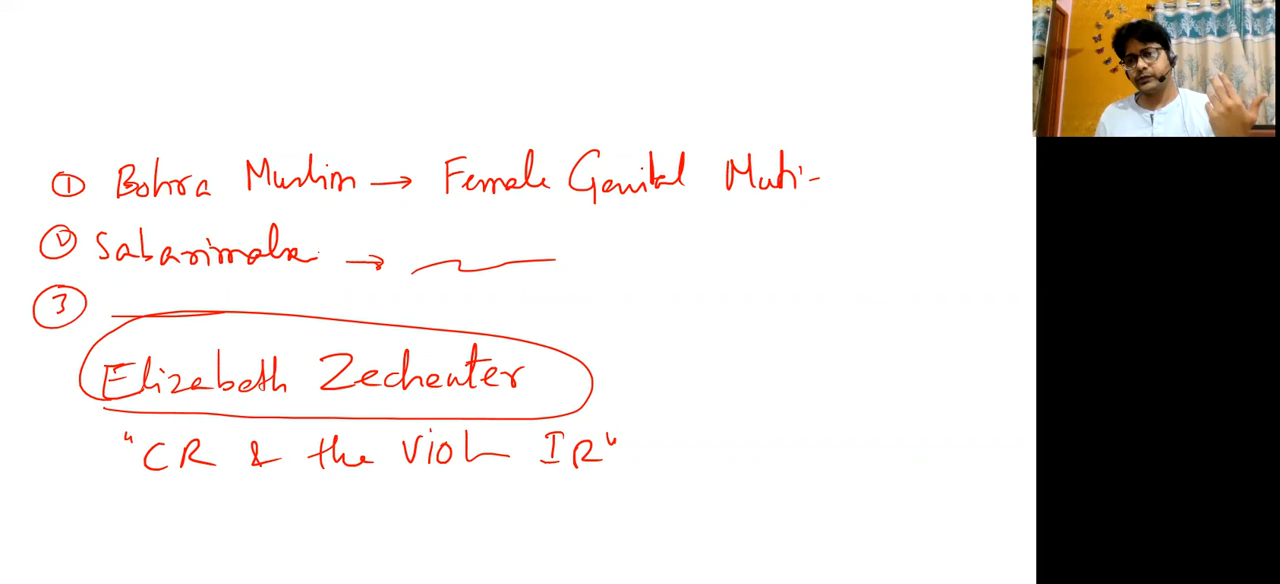 ① Bohra Muslim → Female Genital Muti-
② Sabarimala →
③
Elizabeth Zechenter
"CR & the Viol IR"